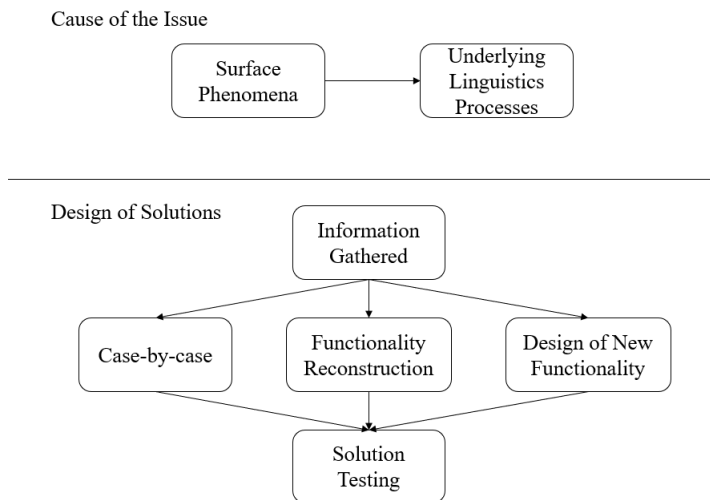 Cause of the Issue
Surface
Phenomena
Underlying
Linguistics
Processes
Design of Solutions
Information
Gathered
Case-by-case
Functionality
Reconstruction
Design of New
Functionality
Solution
Testing